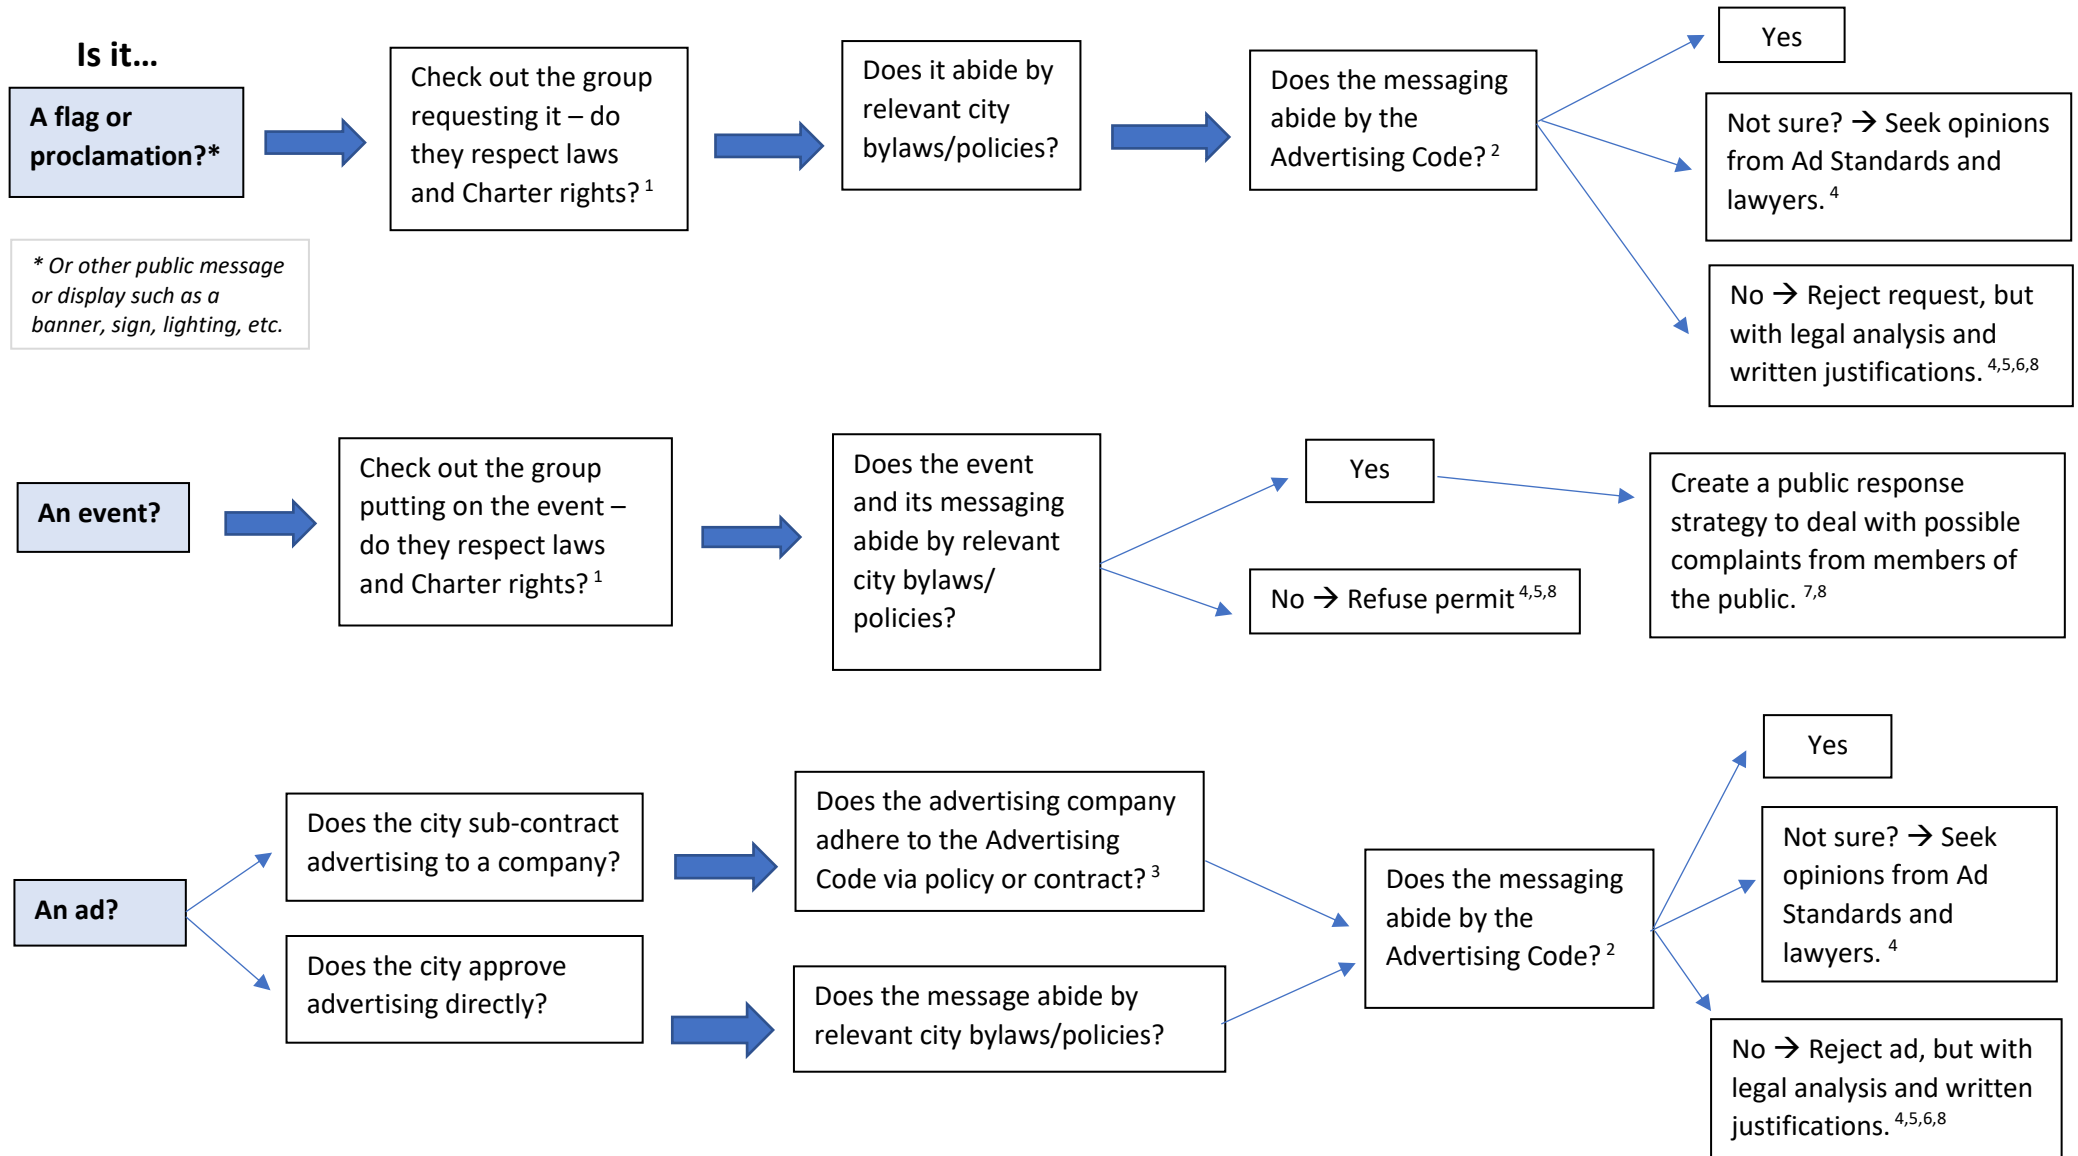 Is it...
A flag or
proclamation?*
* Or other public message
or display such as a
banner, sign, lighting, etc.
Check out the group
requesting it – do
they respect laws
and Charter rights? 1
Does it abide by
relevant city
bylaws/policies?
Does the messaging
abide by the
Advertising Code? 2
Yes
Not sure? → Seek opinions
from Ad Standards and
lawyers. 4
No → Reject request, but
with legal analysis and
written justifications. 4,5,6,8
An event?
Check out the group
putting on the event –
do they respect laws
and Charter rights? 1
Does the event
and its messaging
abide by relevant
city bylaws/
policies?
Yes
No → Refuse permit 4,5,8
Create a public response
strategy to deal with possible
complaints from members of
the public. 7,8
An ad?
Does the city sub-contract
advertising to a company?
Does the city approve
advertising directly?
Does the advertising company
adhere to the Advertising
Code via policy or contract? 3
Does the message abide by
relevant city bylaws/policies?
Does the messaging
abide by the
Advertising Code? 2
Yes
Not sure? → Seek
opinions from Ad
Standards and
lawyers. 4
No → Reject ad, but with
legal analysis and written
justifications. 4,5,6,8